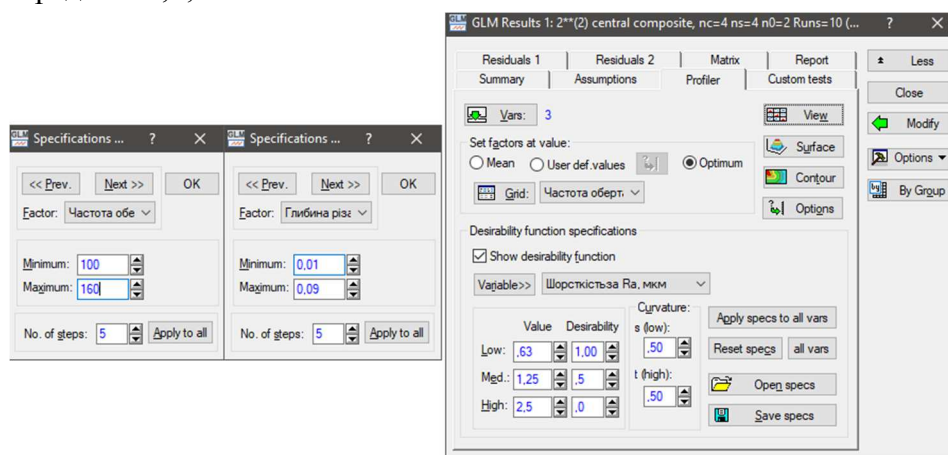 GLM Results 1: 2**(2) central composite, nc=4 ns=4 n0=2 Runs=10 (... ? ×
Residuals 1 Residuals 2 Matrix Report
Summary Assumptions Profiler Custom tests
Less
Close
Modify
Options
By Group
Vars: 3
View
Set factors at value:
Mean User def.values Optimum
Surface
Grid: Частота оберта
Contour
Options
Desirability function specifications
Show desirability function
Variable>> Шорсткістьза Ra, мкм
Value Desirability
Curvature:
s (low):
Low: ,63 1,00 ,50
Med.: 1,25 ,5
t (high):
High: 2,5 ,0 ,50
Apply specs to all vars
Reset specs all vars
Open specs
Save specs
Specifications ... ? ×
<< Prev. Next >> OK
Factor: Частота обе
Minimum: 100
Maximum: 160
No. of steps: 5 Apply to all
Specifications ... ? ×
<< Prev. Next >> OK
Factor: Глибина різа
Minimum: 0,01
Maximum: 0,09
No. of steps: 5 Apply to all